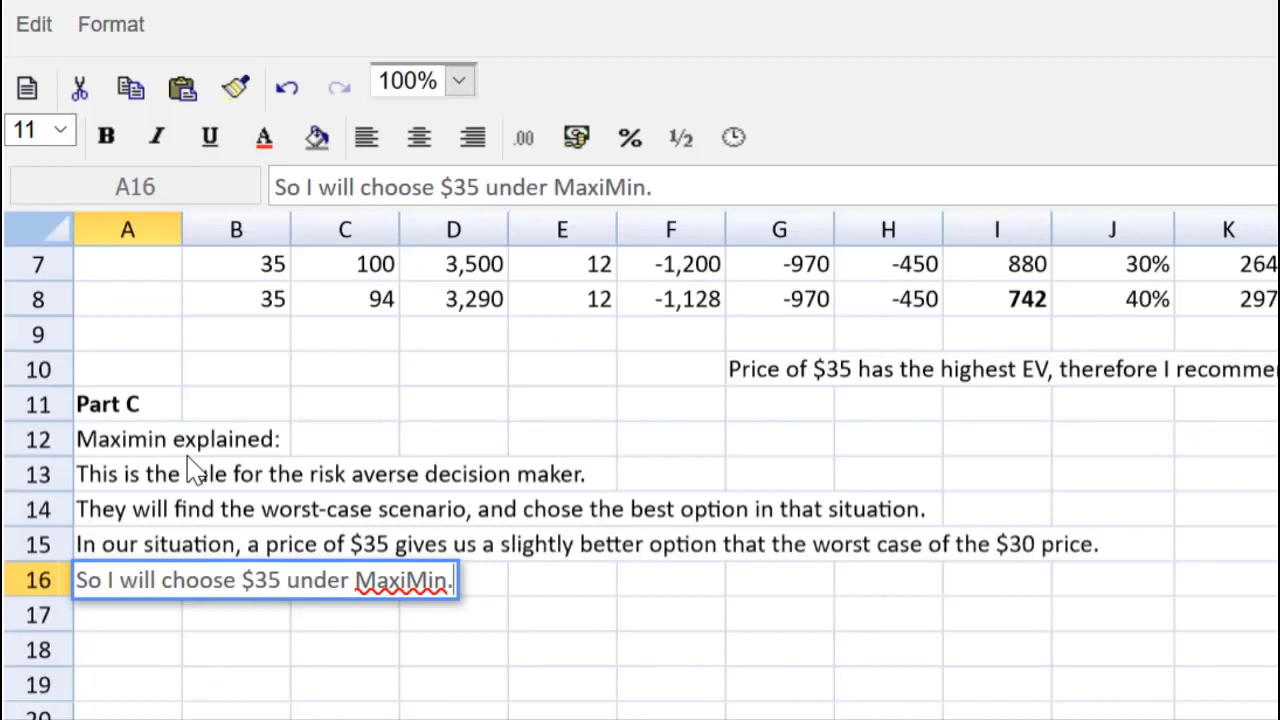 Edit Format
100%
11 B I U A .00 % 1/2
A16 So I will choose $35 under MaxiMin.
A B C D E F G H I J K
7 35 100 3,500 12 -1,200 -970 -450 880 30% 264
8 35 94 3,290 12 -1,128 -970 -450 742 40% 297
9
10 Price of $35 has the highest EV, therefore I recomme
11 Part C
12 Maximin explained:
13 This is the for the risk averse decision maker.
14 They will find the worst-case scenario, and chose the best option in that situation.
15 In our situation, a price of $35 gives us a slightly better option that the worst case of the $30 price.
16 So I will choose $35 under MaxiMin.
17
18
19
20